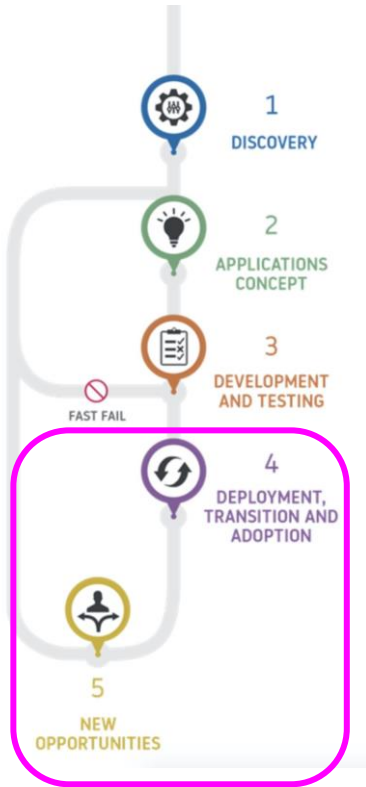 1
DISCOVERY
2
APPLICATIONS
CONCEPT
3
DEVELOPMENT
AND TESTING
FAST FAIL
4
DEPLOYMENT,
TRANSITION AND
ADOPTION
5
NEW
OPPORTUNITIES